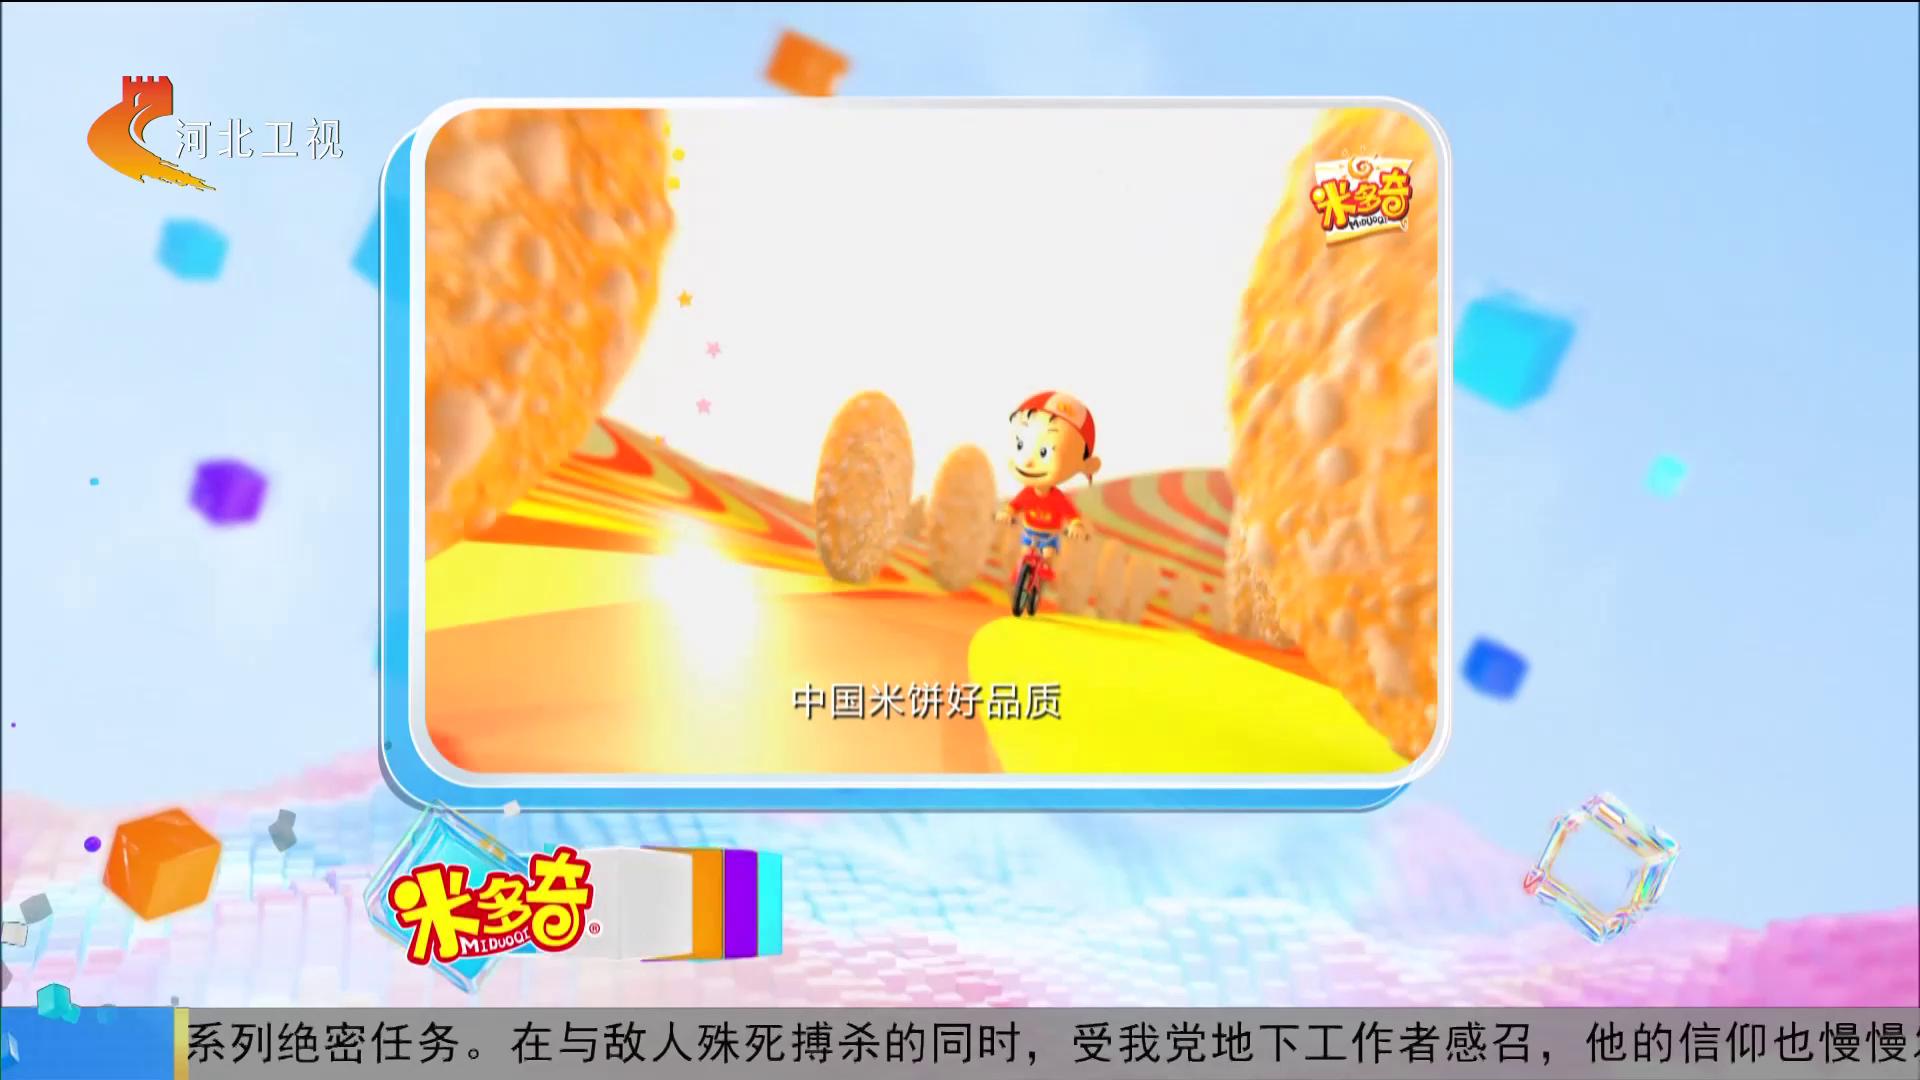 河北卫视
米多奇
MIDUOQI
中国米饼好品质
米多奇®
MIDUOQI
系列绝密任务。在与敌人殊死搏杀的同时，受我党地下工作者感召，他的信仰也慢慢